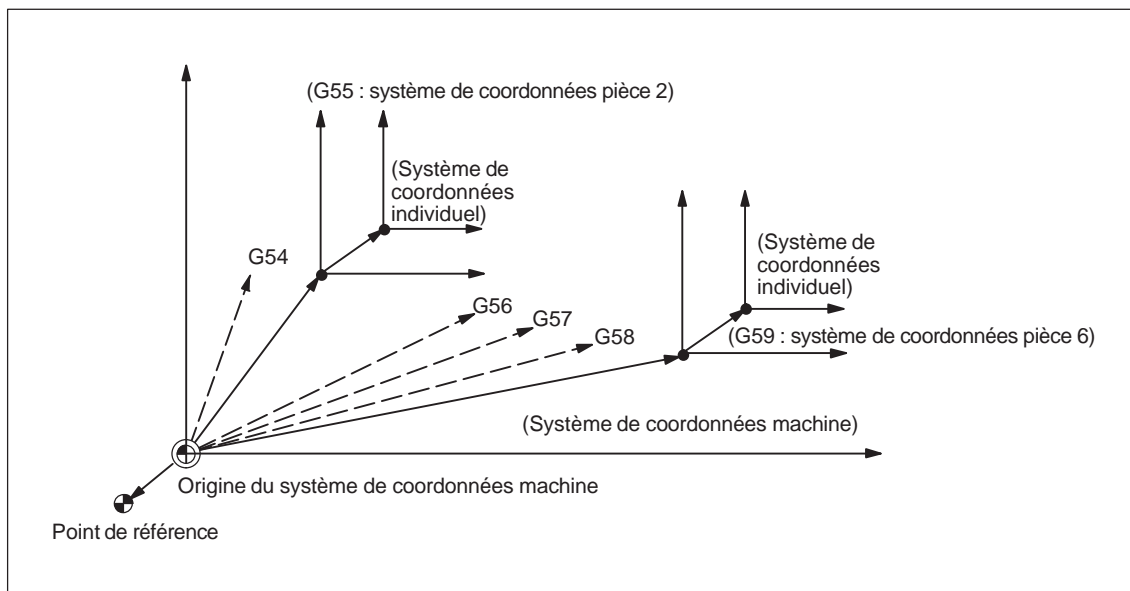 (G55 : système de coordonnées pièce 2)
(Système de
coordonnées
individuel)
G54
(Système de
coordonnées
individuel)
G56
G57
G58
(G59 : système de coordonnées pièce 6)
(Système de coordonnées machine)
Origine du système de coordonnées machine
Point de référence